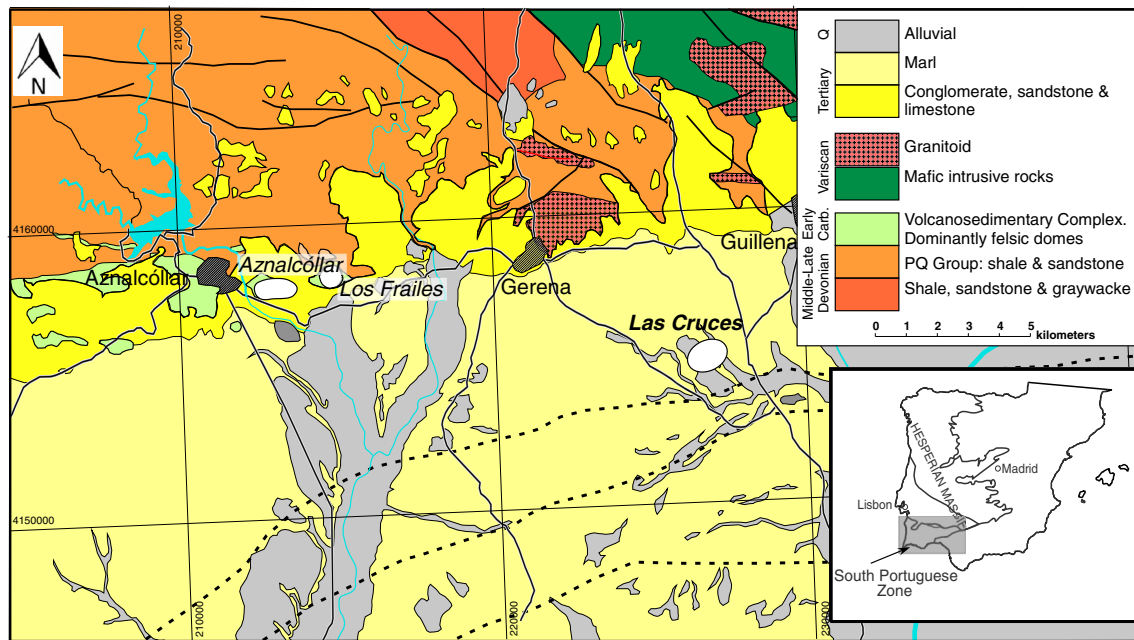 210000
N
4160000
Aznalcóllar
Aznalcóllar
Los Frailes
Gerena
Guillena
Las Cruces
4150000
210000
220000
230000
Q
Alluvial
Tertiary
Marl
Conglomerate, sandstone &
limestone
Variscan
Granitoid
Mafic intrusive rocks
Early
Carb.
Volcanosedimentary Complex.
Dominantly felsic domes
Middle-Late
Devonian
PQ Group: shale & sandstone
Shale, sandstone & graywacke
0 1 2 3 4 5
kilometers
HESPERIAN MASSIF
Madrid
Lisbon
South Portuguese
Zone